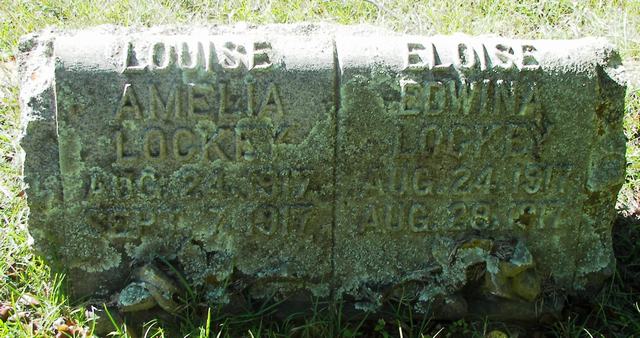 LOUISE
AMELIA
LOCKEY
AUG. 24, 1917
SEPT. 7, 1917
ELOISE
EDWINA
LOCKEY
AUG. 24, 1917
AUG. 28, 1917